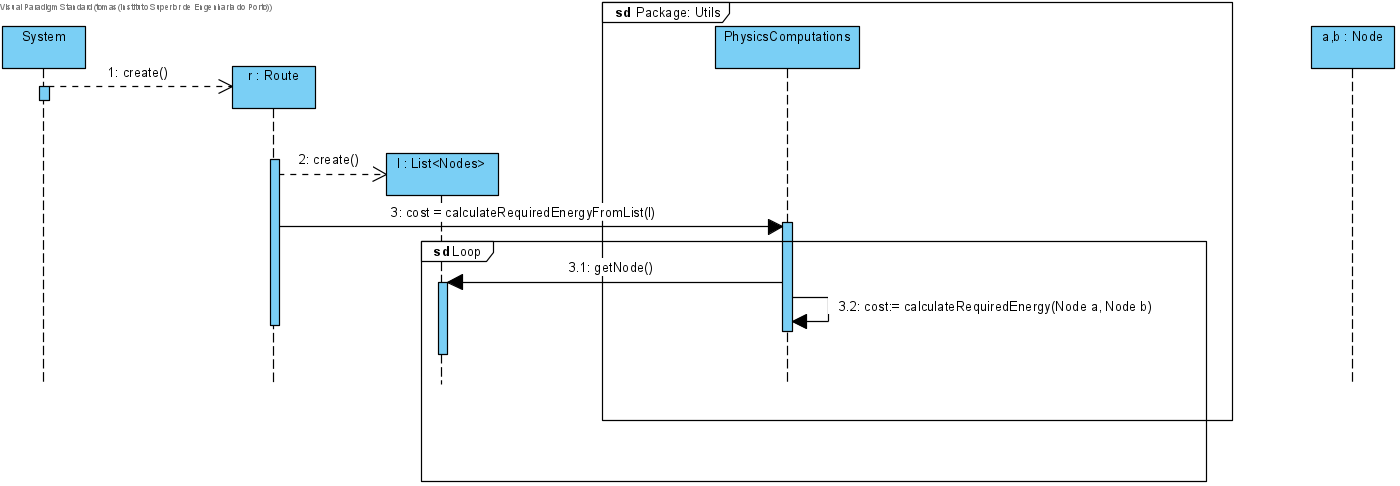 Visual Paradigm Standard(tomas(Instituto Superior de Engenharia do Porto))
sd Package: Utils
System
PhysicsComputations
a,b : Node
1: create()
r : Route
2: create()
l : List<Nodes>
3: cost = calculateRequiredEnergyFromList(l)
sd Loop
3.1: getNode()
3.2: cost:= calculateRequiredEnergy(Node a, Node b)